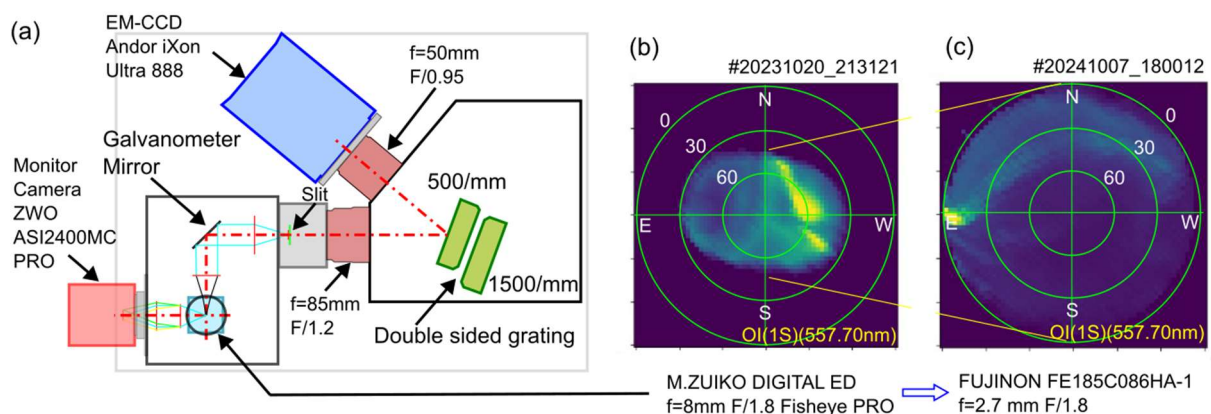 (a)
EM-CCD
Andor iXon
Ultra 888
f=50mm
F/0.95
Galvanometer
Mirror
Monitor
Camera
ZWO
ASI2400MC
PRO
Slit
500/mm
1500/mm
f=85mm
F/1.2
Double sided grating
(b)
#20231020_213121
N
0
30
60
E
W
S
OI(1S)(557.70nm)
(c)
#20241007_180012
N
0
30
60
E
W
S
OI(1S)(557.70nm)
M.ZUIKO DIGITAL ED
f=8mm F/1.8 Fisheye PRO
FUJINON FE185C086HA-1
f=2.7 mm F/1.8